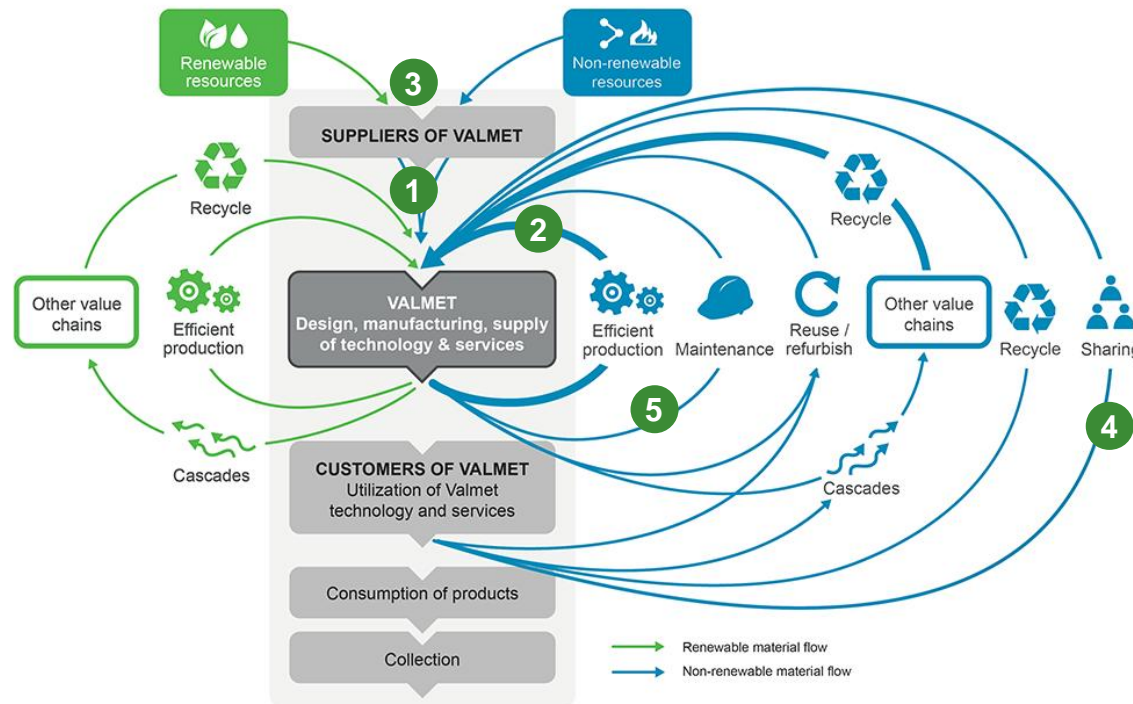 Renewable
resources
Non-renewable
resources
3
SUPPLIERS OF VALMET
1
Recycle
2
Recycle
Other value
chains
Efficient
production
VALMET
Design, manufacturing, supply
of technology & services
Efficient
production
Maintenance
Reuse /
refurbish
Other value
chains
Recycle
Sharing
5
4
Cascades
CUSTOMERS OF VALMET
Utilization of Valmet
technology and services
Cascades
Consumption of products
Collection
Renewable material flow
Non-renewable material flow